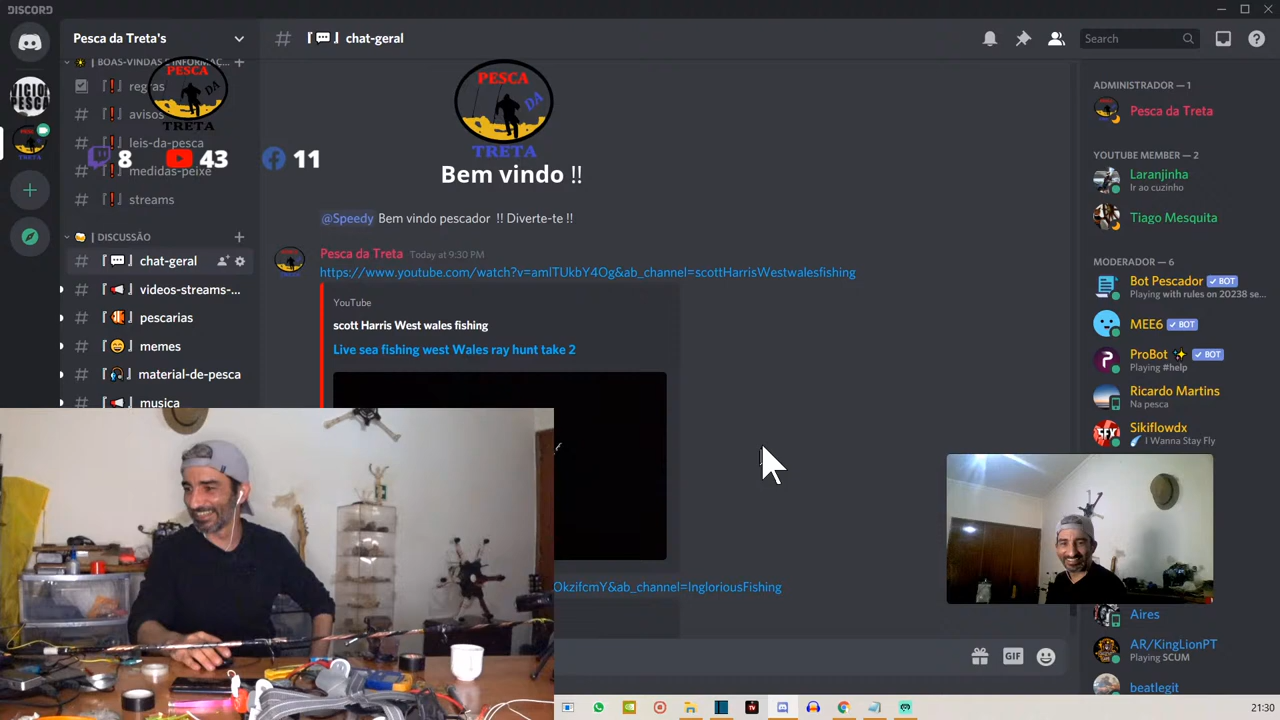 DISCORD
Pesca da Treta's
『💬』 chat-geral
Search
BOAS-VINDAS E INFORMAÇ...
『❗』 regras
『❗』 avisos
『❗』 leis-da-pesca
『❗』 medidas-peixe
『❗』 streams
PESCA
DA
TRETA
8
43
11
| DISCUSSÃO
『💬』 chat-geral
videos-streams-...
pescarias
『😄』 memes
material-de-pesca
musica
VICIO
PESCA
PESCA
DA
TRETA
Bem vindo !!
@Speedy Bem vindo pescador !! Diverte-te !!
Pesca da Treta Today at 9:30 PM
https://www.youtube.com/watch?v=amlTUkbY4Og&ab_channel=scottHarrisWestwalesfishing
YouTube
scott Harris West wales fishing
Live sea fishing west Wales ray hunt take 2
OkzifcmY&ab_channel=IngloriousFishing
GIF
ADMINISTRADOR — 1
Pesca da Treta
YOUTUBE MEMBER — 2
Laranjinha
Ir ao cuzinho
Tiago Mesquita
MODERADOR — 6
Bot Pescador ✓ BOT
Playing with rules on 20238 se...
MEE6 ✓ BOT
ProBot ✨ ✓ BOT
Playing #help
Ricardo Martins
Na pesca
Sikiflowdx
I Wanna Stay Fly
Aires
AR/KingLionPT
Playing SCUM
beatlegit
21:30